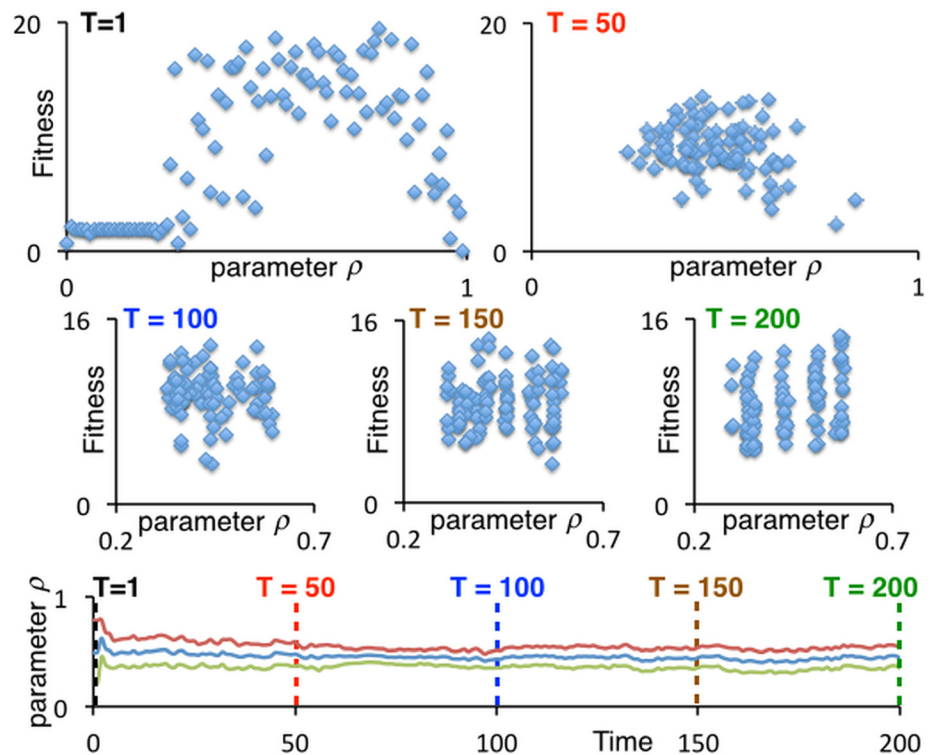 20
T=1
Fitness
0
parameter ρ
0
1
20
T = 50
Fitness
0
parameter ρ
0
1
16
T = 100
Fitness
0
parameter ρ
0.2
0.7
16
T = 150
Fitness
0
parameter ρ
0.2
0.7
16
T = 200
Fitness
0
parameter ρ
0.2
0.7
parameter ρ
1
T=1
T = 50
T = 100
T = 150
T = 200
0
0
50
100
Time
150
200